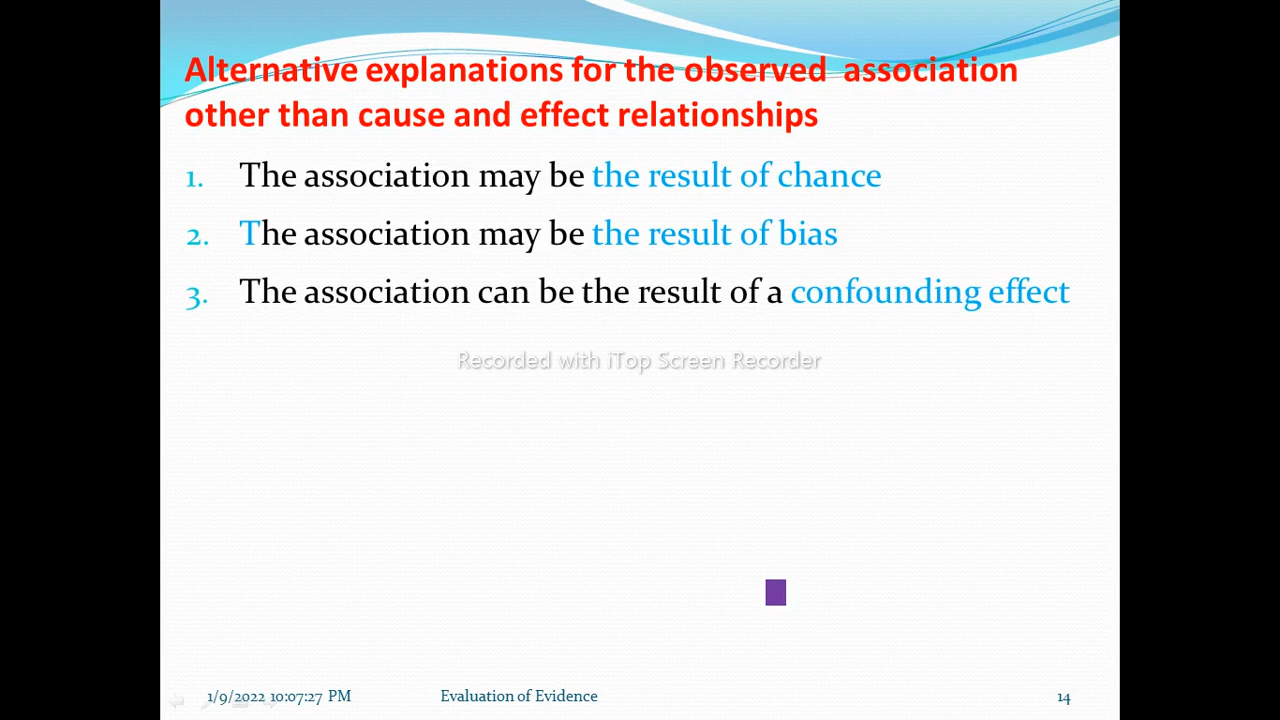 Alternative explanations for the observed  association
other than cause and effect relationships
1. The association may be the result of chance
2. The association may be the result of bias
3. The association can be the result of a confounding effect
Recorded with iTop Screen Recorder
1/9/2022 10:07:27 PM Evaluation of Evidence 14